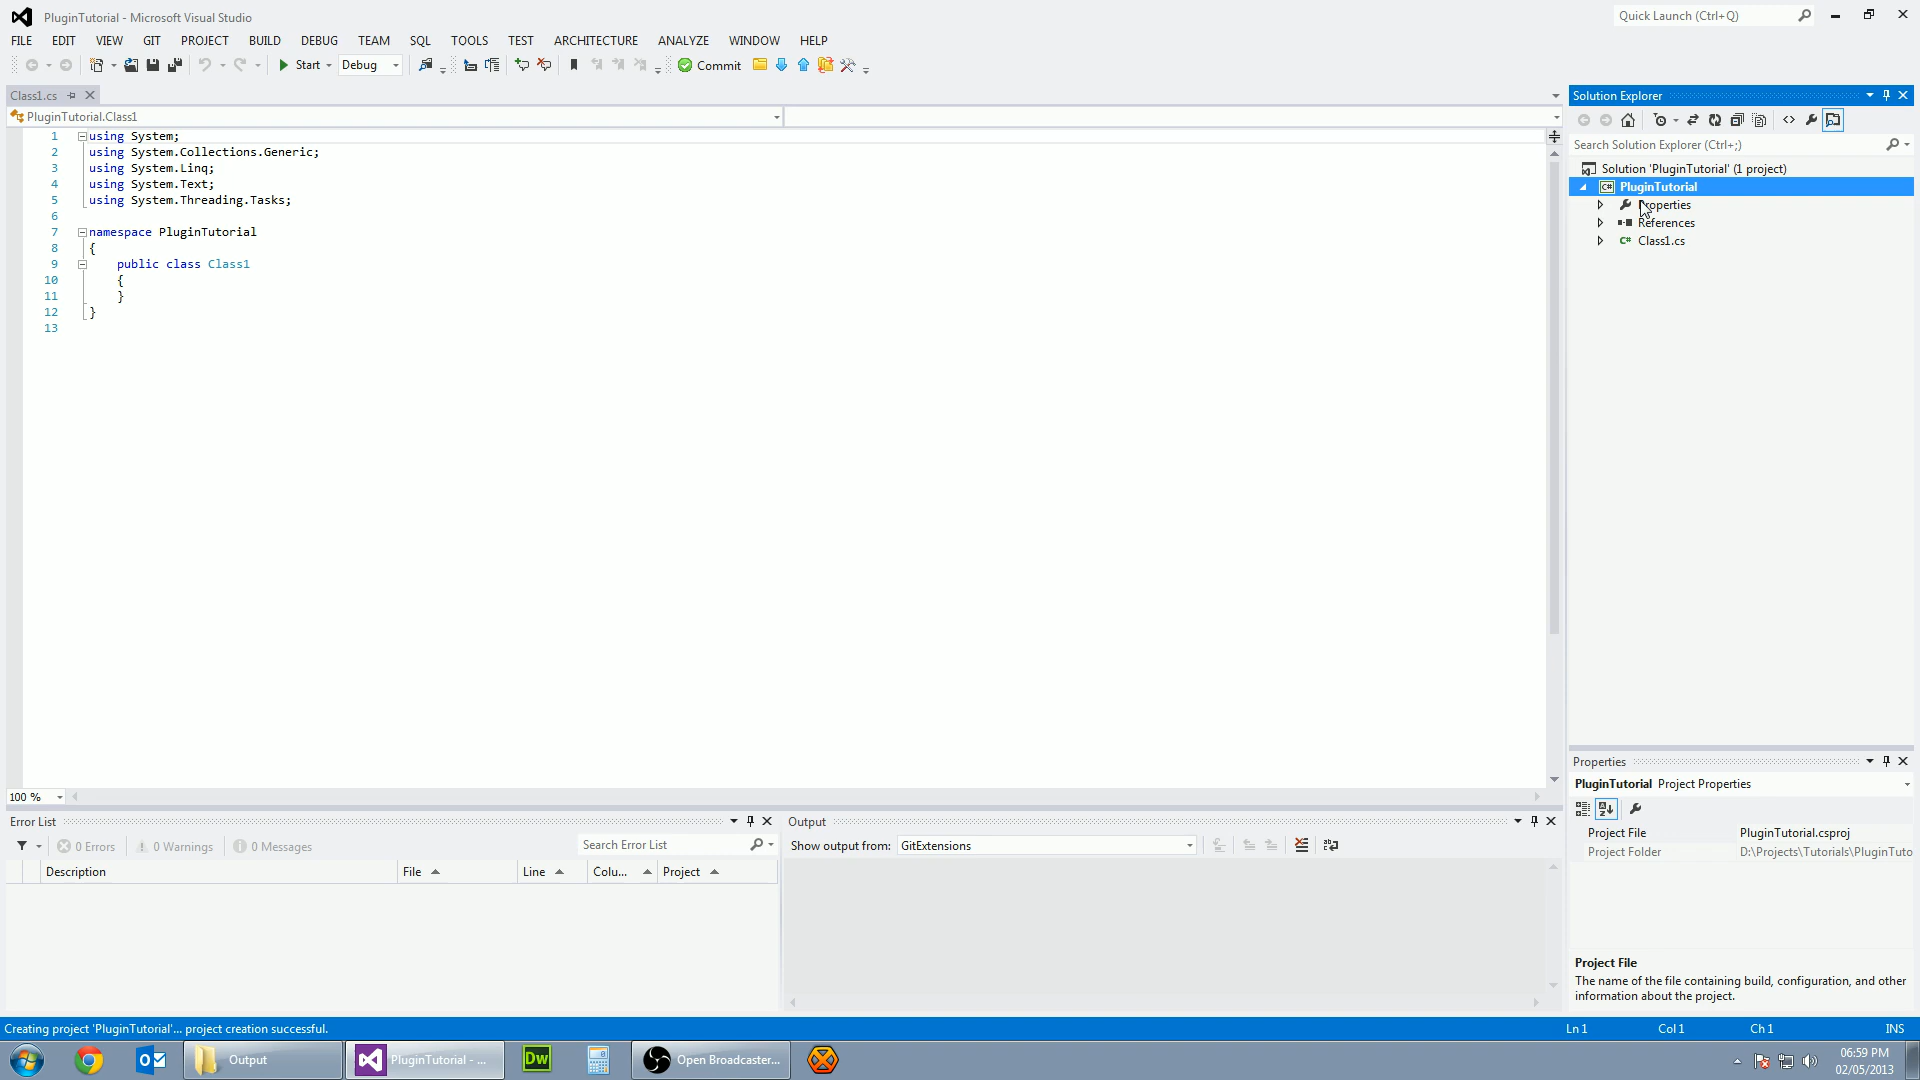 PluginTutorial - Microsoft Visual Studio
Quick Launch (Ctrl+Q)
FILE EDIT VIEW GIT PROJECT BUILD DEBUG TEAM SQL TOOLS TEST ARCHITECTURE ANALYZE WINDOW HELP
Start Debug Commit
Class1.cs
PluginTutorial.Class1
1 using System;
2 using System.Collections.Generic;
3 using System.Linq;
4 using System.Text;
5 using System.Threading.Tasks;
6
7 namespace PluginTutorial
8 {
9 public class Class1
10 {
11 }
12 }
13
100 %
Solution Explorer
Search Solution Explorer (Ctrl+;)
Solution 'PluginTutorial' (1 project)
C# PluginTutorial
Properties
References
C# Class1.cs
Properties
PluginTutorial Project Properties
Project File PluginTutorial.csproj
Project Folder D:\Projects\Tutorials\PluginTuto
Project File
The name of the file containing build, configuration, and other
information about the project.
Error List
0 Errors 0 Warnings 0 Messages
Search Error List
Description File Line Colu... Project
Output
Show output from: GitExtensions
Creating project 'PluginTutorial'... project creation successful.
Ln 1 Col 1 Ch 1 INS
Output
PluginTutorial - ...
Dw
Open Broadcaster...
06:59 PM
02/05/2013